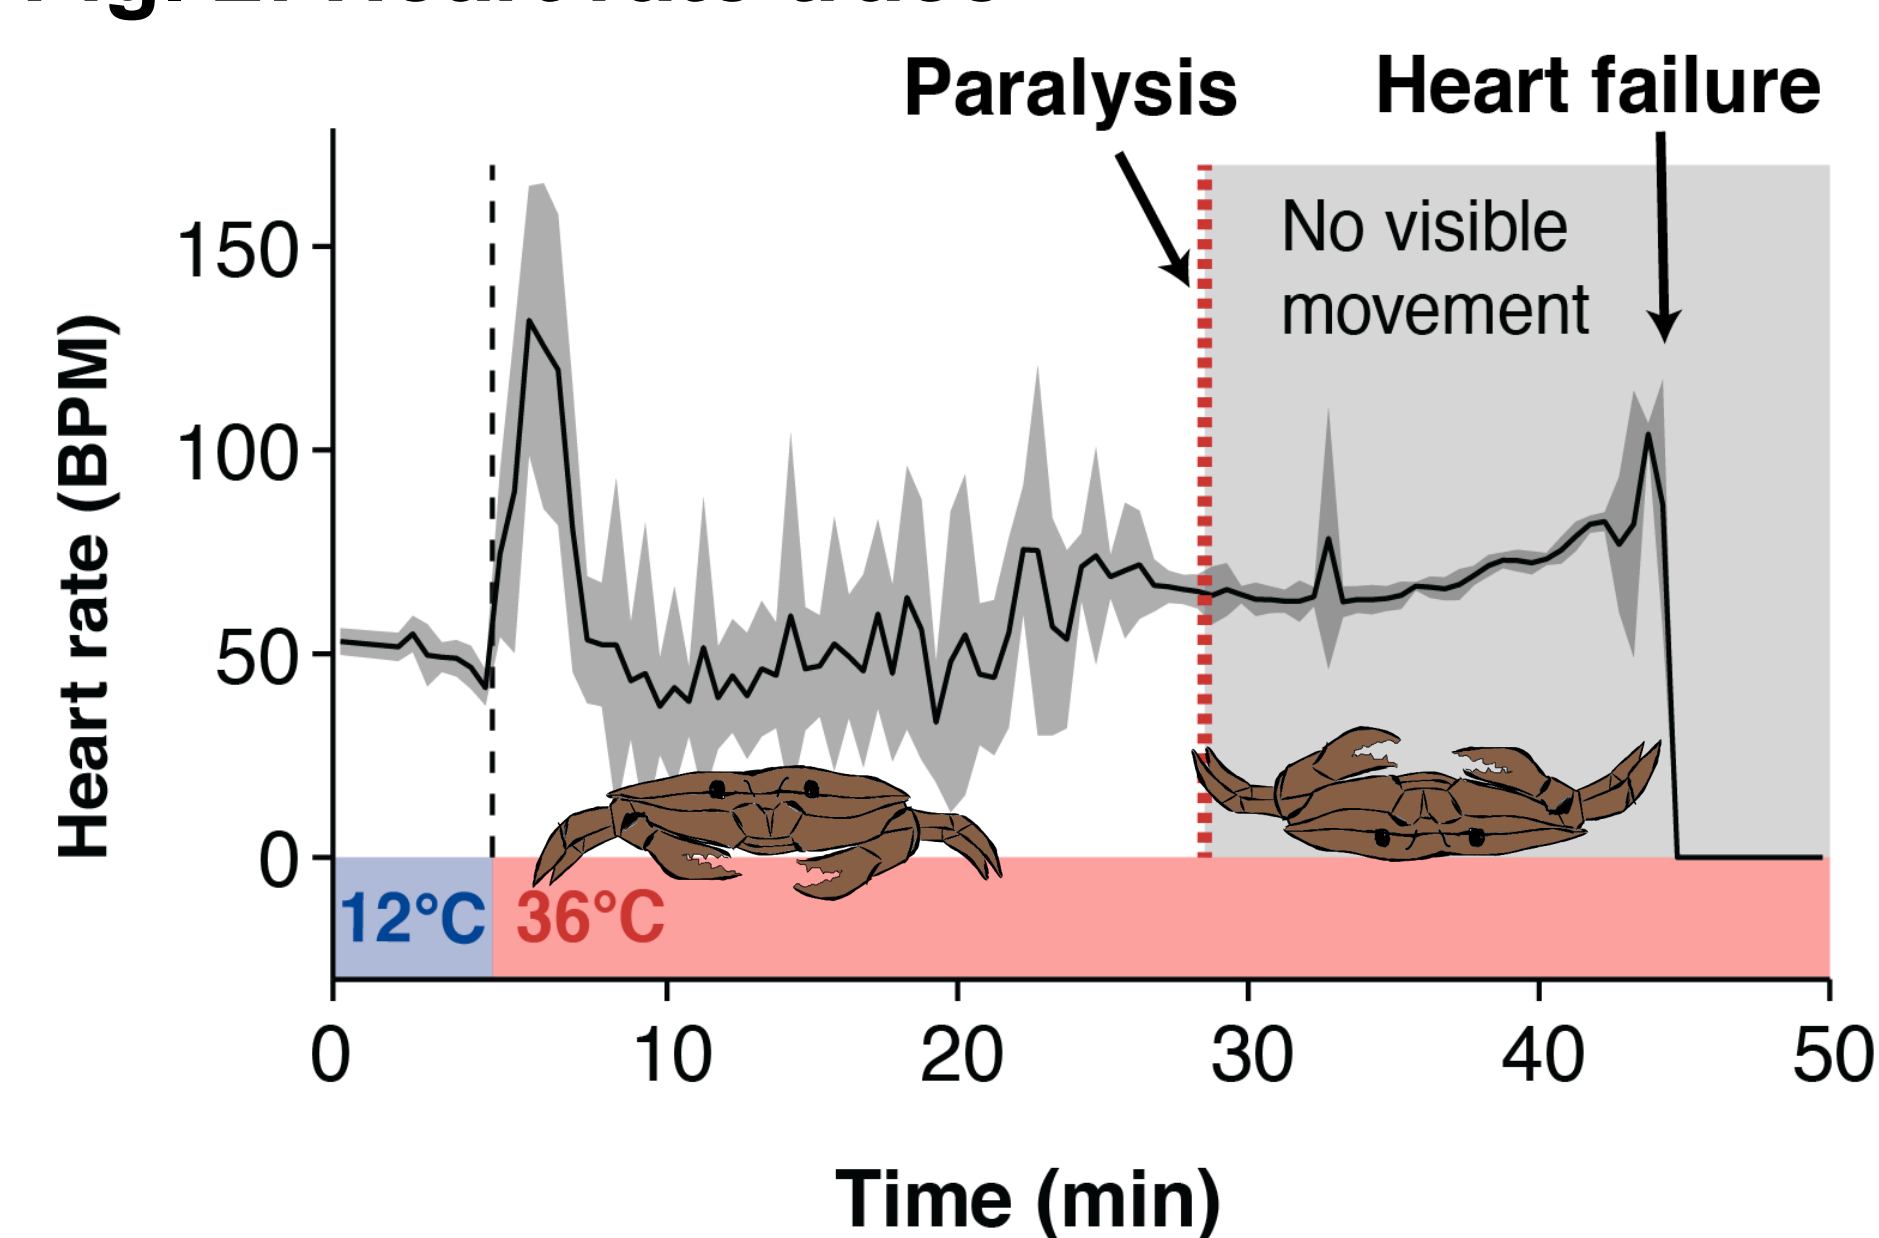 Paralysis
Heart failure
No visible
movement
Heart rate (BPM)
150
100
50
0
12°C
36°C
0
10
20
30
40
50
Time (min)